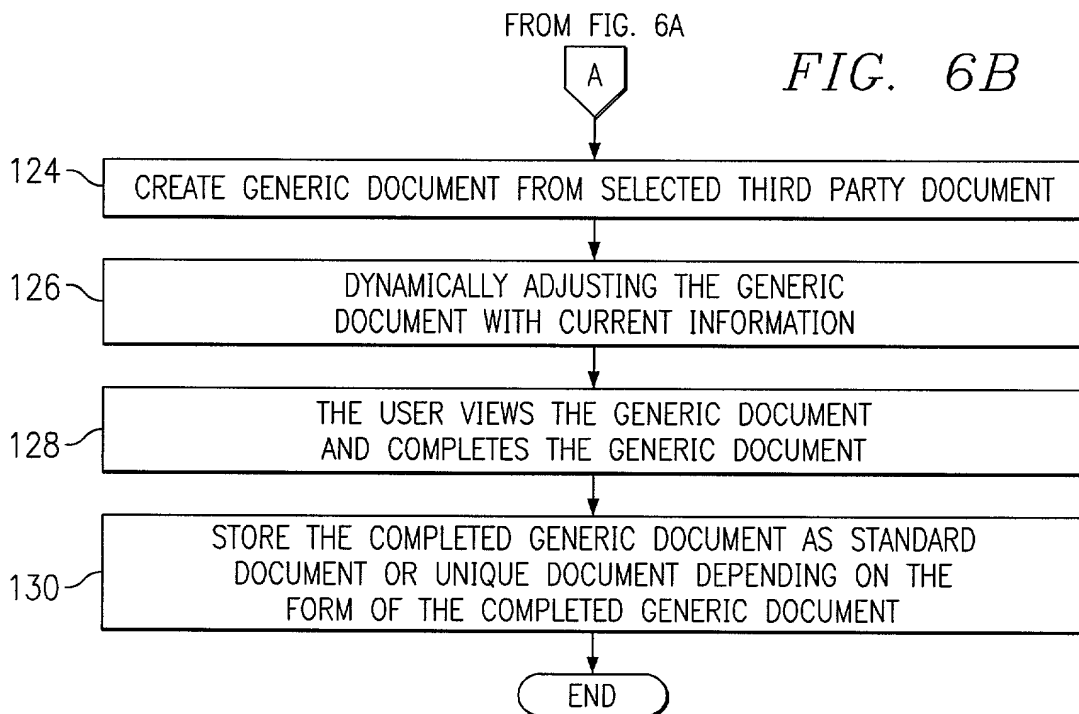 FROM FIG. 6A
A
FIG. 6B
124
CREATE GENERIC DOCUMENT FROM SELECTED THIRD PARTY DOCUMENT
126
DYNAMICALLY ADJUSTING THE GENERIC
DOCUMENT WITH CURRENT INFORMATION
128
THE USER VIEWS THE GENERIC DOCUMENT
AND COMPLETES THE GENERIC DOCUMENT
130
STORE THE COMPLETED GENERIC DOCUMENT AS STANDARD
DOCUMENT OR UNIQUE DOCUMENT DEPENDING ON THE
FORM OF THE COMPLETED GENERIC DOCUMENT
END